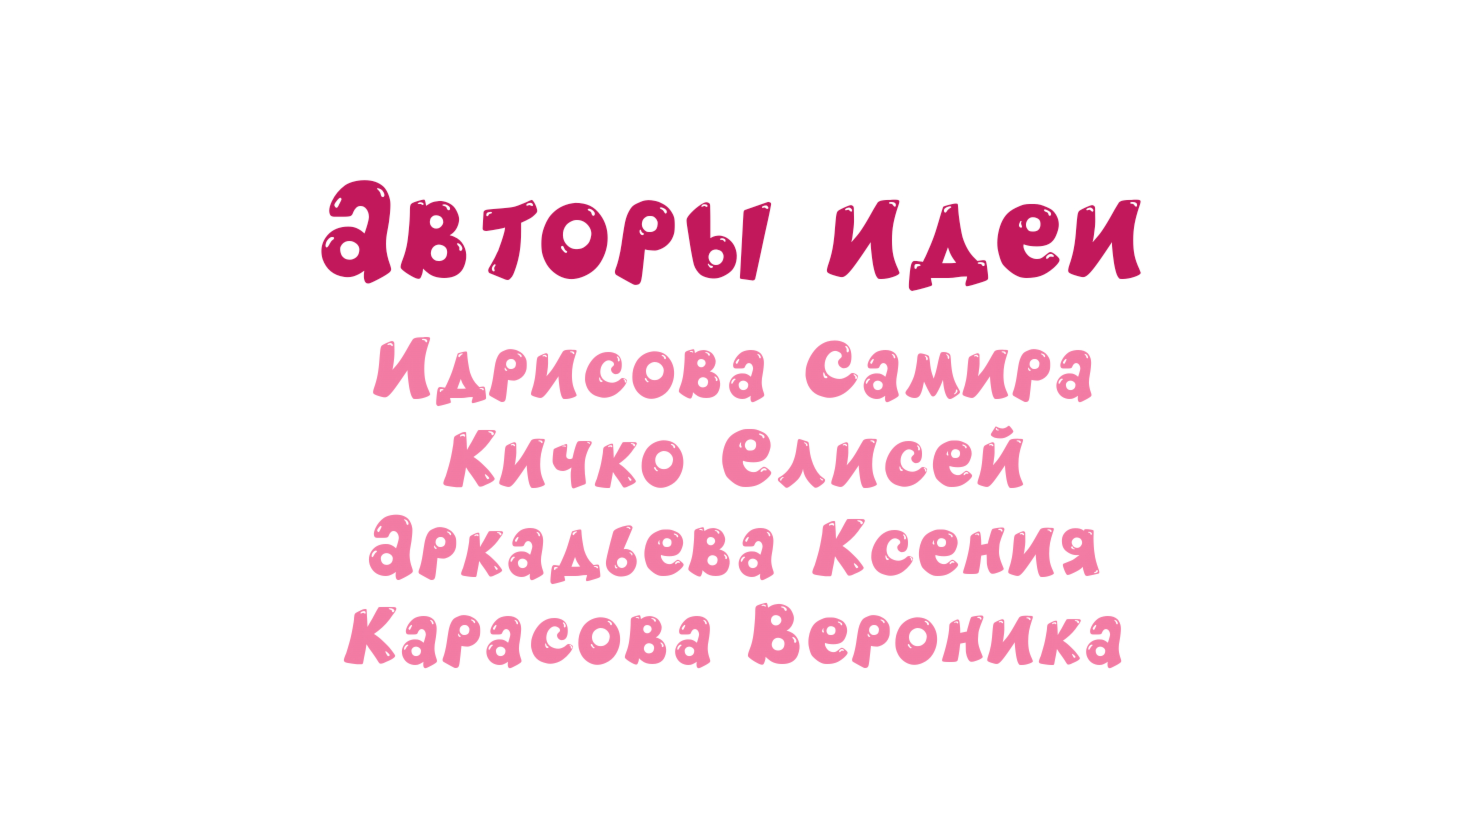 Авторы идеи
Идрисова Самира
Кичко Елисей
Аркадьева Ксения
Карасова Вероника